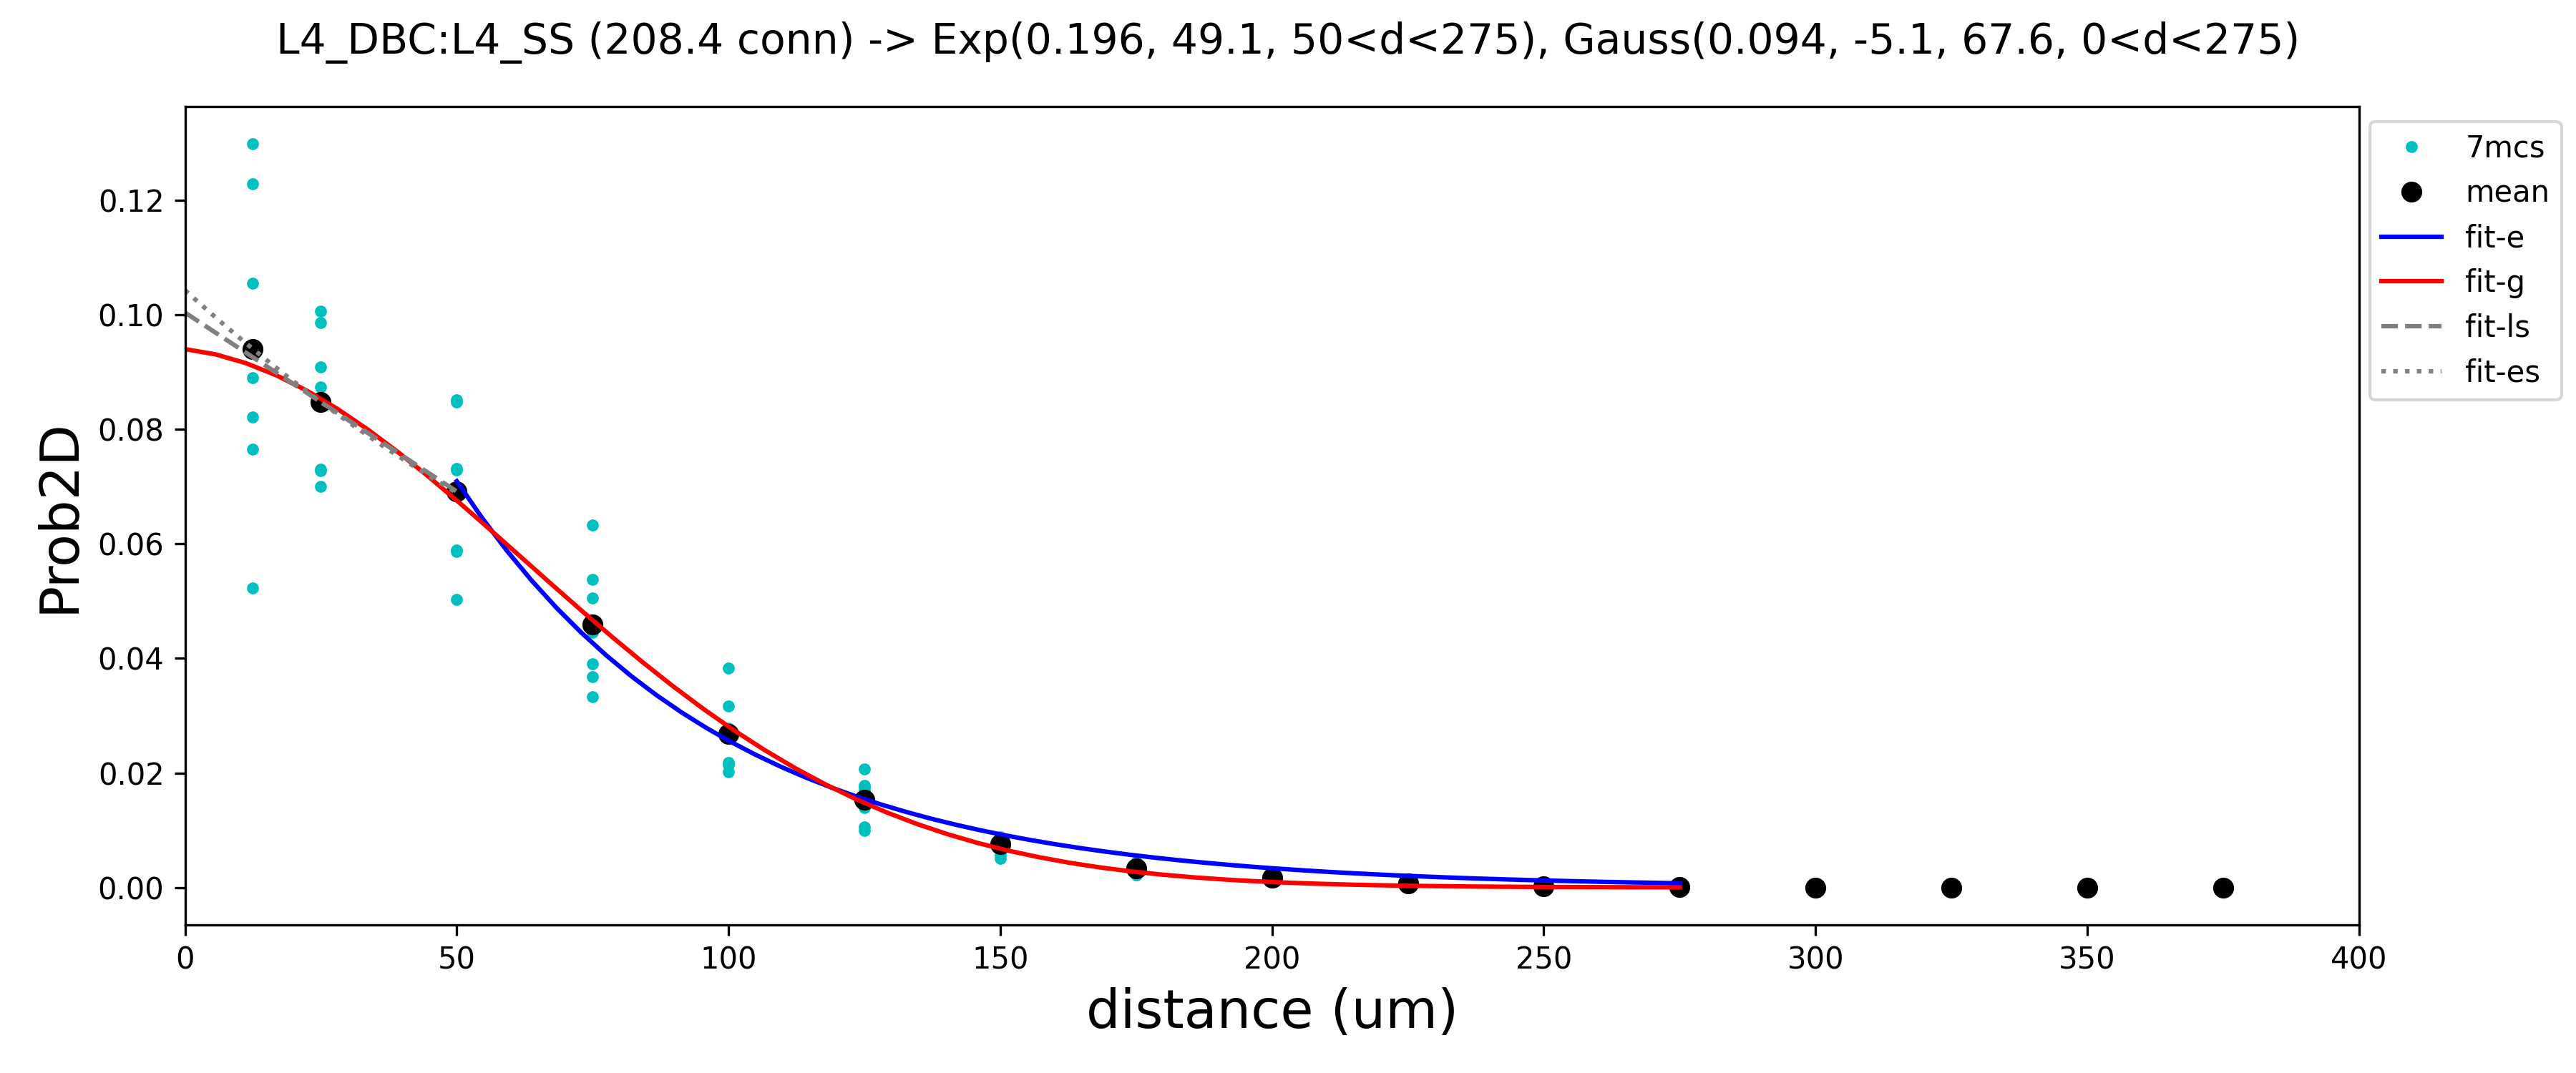 L4_DBC:L4_SS (208.4 conn) -> Exp(0.196, 49.1, 50<d<275), Gauss(0.094, -5.1, 67.6, 0<d<275)
7mcs
mean
fit-e
fit-g
fit-ls
fit-es
Prob2D
0.12
0.10
0.08
0.06
0.04
0.02
0.00
0 50 100 150 200 250 300 350 400
distance (um)